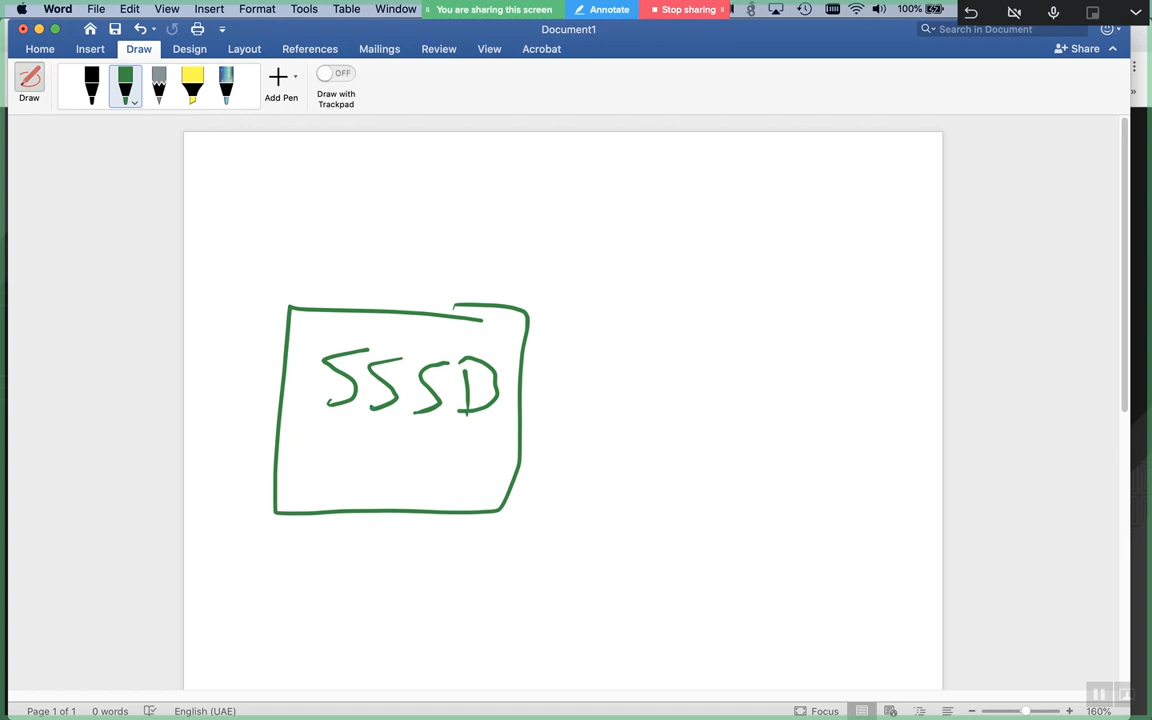 Word File Edit View Insert Format Tools Table Window You are sharing this screen Annotate Stop sharing 100%
Document1 Search in Document
Home Insert Draw Design Layout References Mailings Review View Acrobat Share
Draw Add Pen OFF Draw with Trackpad
SSSD
Page 1 of 1 0 words English (UAE) Focus 160%